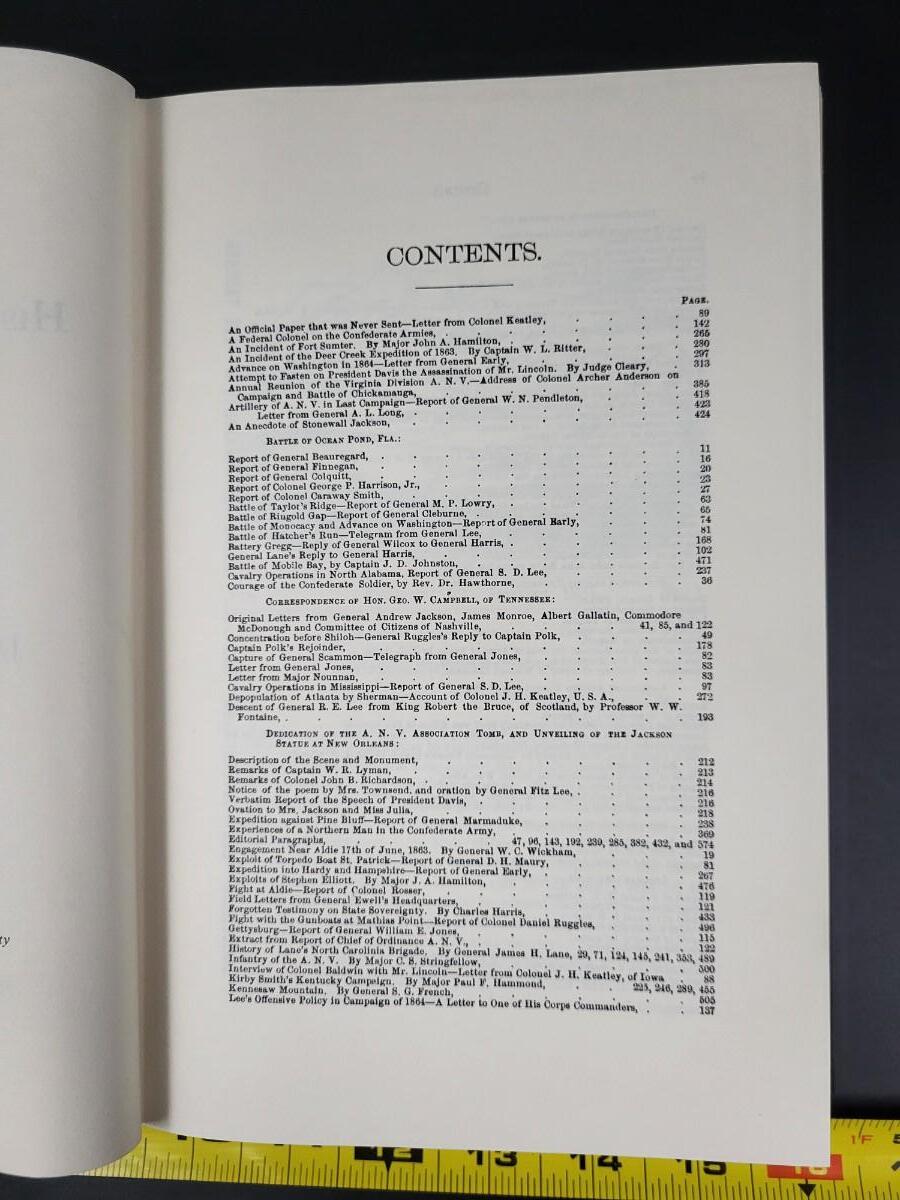 CONTENTS.
PAGE.
An Official Paper that was Never Sent—Letter from Colonel Keatley, . . . . 89
A Federal Colonel on the Confederate Armies, . . . . . . . . 142
An Incident of Fort Sumter. By Major John A. Hamilton, . . . . . . 265
An Incident of the Deer Creek Expedition of 1863. By Captain W. L. Ritter, . . . 280
Advance on Washington in 1864—Letter from General Early, . . . . . 297
Attempt to Fasten on President Davis the Assassination of Mr. Lincoln. By Judge Cleary, . 313
Annual Reunion of the Virginia Division A. N. V.—Address of Colonel Archer Anderson on
Campaign and Battle of Chickamanga, . . . . . . . . 385
Artillery of A. N. V. in Last Campaign—Report of General W. N. Pendleton, . . . 418
Letter from General A. L. Long, . . . . . . . . 423
An Anecdote of Stonewall Jackson, . . . . . . . . . 424
BATTLE OF OCEAN POND, FLA.:
Report of General Beauregard, . . . . . . . . . . 11
Report of General Finnegan, . . . . . . . . . . 16
Report of General Colquitt, . . . . . . . . . . 20
Report of Colonel George P. Harrison, Jr., . . . . . . . . 23
Report of Colonel Caraway Smith, . . . . . . . . . 27
Battle of Taylor's Ridge—Report of General M. P. Lowry, . . . . . . 63
Battle of Ringold Gap—Report of General Cleburne, . . . . . . . 65
Battle of Monocacy and Advance on Washington—Report of General Early, . . . 74
Battle of Hatcher's Run—Telegram from General Lee, . . . . . . 81
Battery Gregg—Reply of General Wilcox to General Harris, . . . . . . 168
General Lane's Reply to General Harris, . . . . . . . . 102
Battle of Mobile Bay, by Captain J. D. Johnston, . . . . . . . 471
Cavalry Operations in North Alabama, Report of General S. D. Lee, . . . . 237
Courage of the Confederate Soldier, by Rev. Dr. Hawthorne, . . . . . 36
CORRESPONDENCE OF HON. GEO. W. CAMPBELL, OF TENNESSEE:
Original Letters from General Andrew Jackson, James Monroe, Albert Gallatin, Commodore
McDonough and Committee of Citizens of Nashville, . . . . 41, 85, and 122
Concentration before Shiloh—General Ruggles's Reply to Captain Polk, . . . . 49
Captain Polk's Rejoinder, . . . . . . . . . . 178
Capture of General Scammon—Telegraph from General Jones, . . . . . 82
Letter from General Jones, . . . . . . . . . . 83
Letter from Major Nounnan, . . . . . . . . . . 83
Cavalry Operations in Mississippi—Report of General S. D. Lee, . . . . . 97
Depopulation of Atlanta by Sherman—Account of Colonel J. H. Keatley, U. S. A., . . . 272
Descent of General R. E. Lee from King Robert the Bruce, of Scotland, by Professor W. W.
Fontaine, . . . . . . . . . . . . . 193
DEDICATION OF THE A. N. V. ASSOCIATION TOMB, AND UNVEILING OF THE JACKSON
STATUE AT NEW ORLEANS:
Description of the Scene and Monument, . . . . . . . . 212
Remarks of Captain W. R. Lyman, . . . . . . . . . 213
Remarks of Colonel John B. Richardson, . . . . . . . . . 214
Notice of the poem by Mrs. Townsend, and oration by General Fitz Lee, . . . . 216
Verbatim Report of the Speech of President Davis, . . . . . . . 216
Ovation to Mrs. Jackson and Miss Julia, . . . . . . . . 218
Expedition against Pine Bluff—Report of General Marmaduke, . . . . . 238
Experiences of a Northern Man in the Confederate Army, . . . . . . 369
Editorial Paragraphs, . . . . . 47, 96, 143, 192, 239, 285, 382, 432, and 574
Engagement Near Aldie 17th of June, 1863. By General W. C. Wickham, . . . . 19
Exploit of Torpedo Boat St. Patrick—Report of General D. H. Maury, . . . . 81
Expedition into Hardy and Hampshire—Report of General Early, . . . . . 267
Exploits of Stephen Elliott. By Major J. A. Hamilton, . . . . . . 476
Fight at Aldie—Report of Colonel Rosser, . . . . . . . . 119
Field Letters from General Ewell's Headquarters, . . . . . . . 121
Forgotten Testimony on State Sovereignty. By Charles Harris, . . . . . 433
Fight with the Gunboats at Mathias Point—Report of Colonel Daniel Ruggles, . . . 496
Gettysburg—Report of General William E. Jones, . . . . . . . 115
Extract from Report of Chief of Ordinance A. N. V., . . . . . . . 122
History of Lane's North Carolinia Brigade. By General James H. Lane, 29, 71, 124, 145, 241, 353, 489
Infantry of the A. N. V. By Major C. S. Stringfellow, . . . . . . 500
Interview of Colonel Baldwin with Mr. Lincoln—Letter from Colonel J. H. Keatley, of Iowa . 88
Kirby Smith's Kentucky Campaign. By Major Paul F. Hammond, . . 225, 246, 289, 455
Kennesaw Mountain. By General S. G. French, . . . . . . . 505
Lee's Offensive Policy in Campaign of 1864—A Letter to One of His Corps Commanders, . . 137
ty
12
13
14
15
16
1F